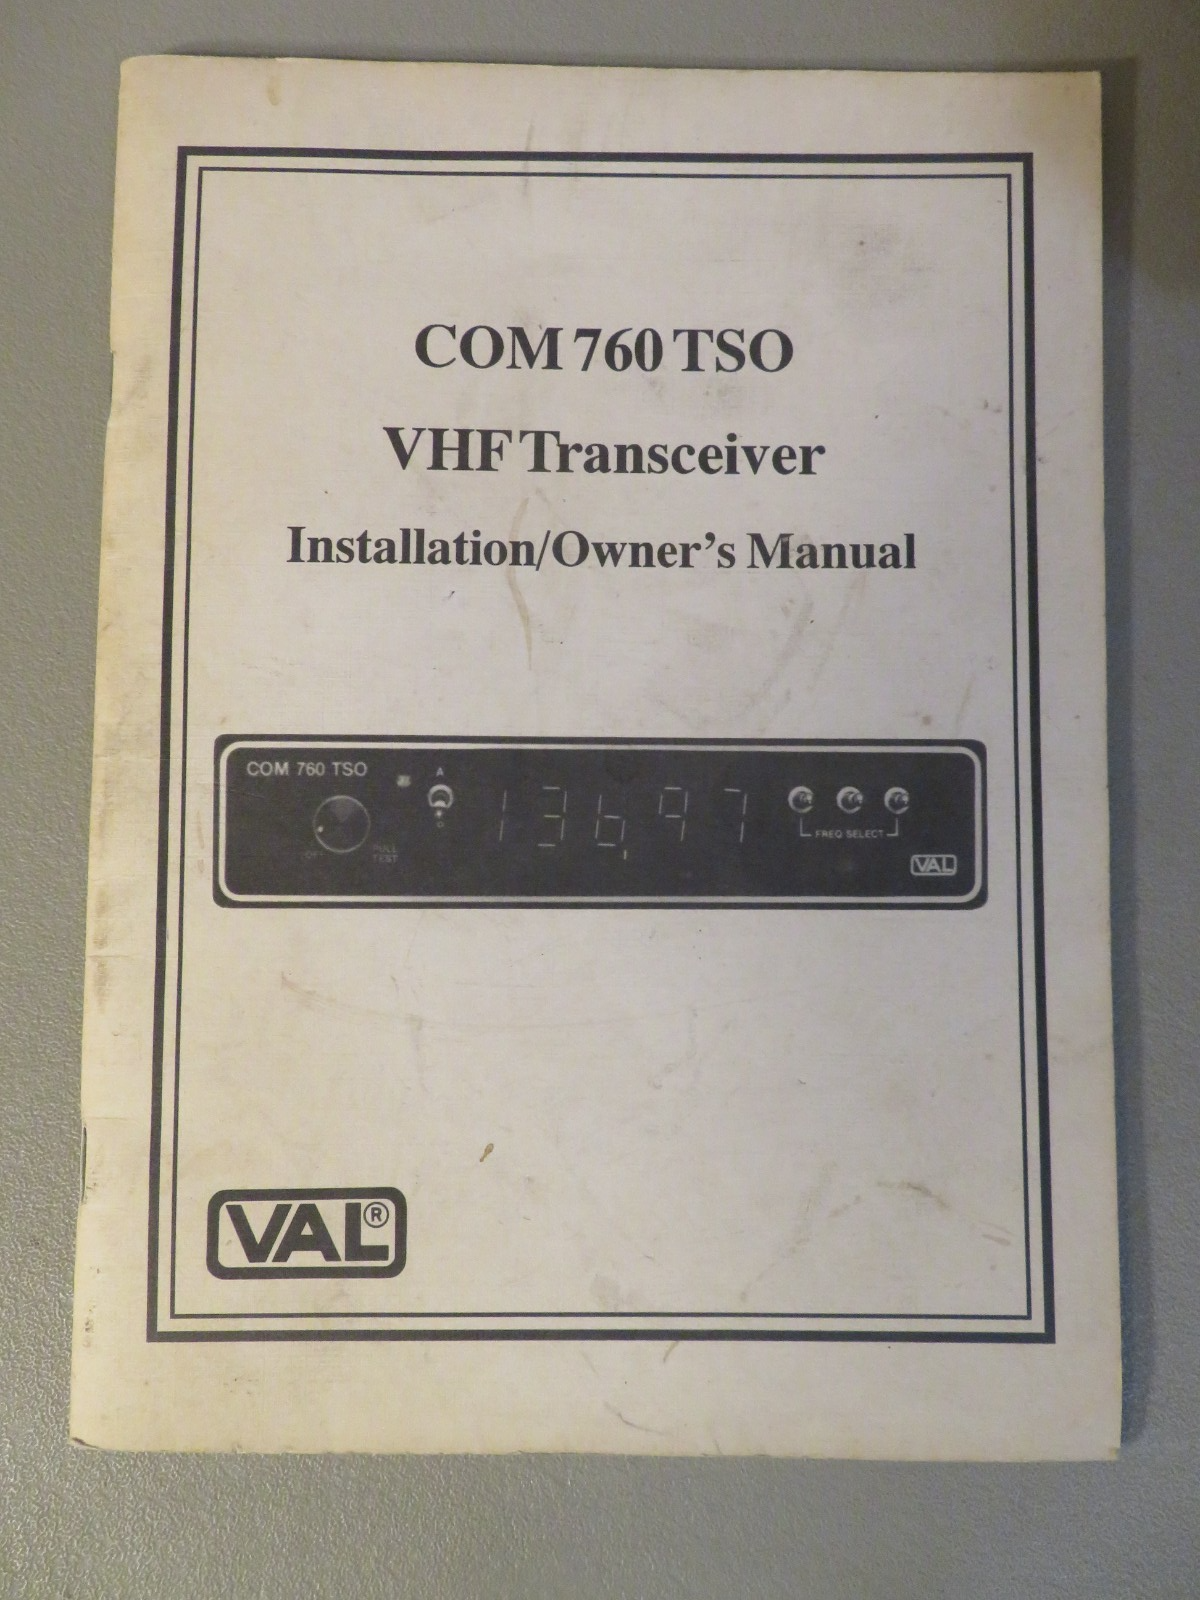 COM 760 TSO
VHF Transceiver
Installation/Owner's Manual
COM 760 TSO
A
136.97
OFF
PULL
TEST
FREQ SELECT
VAL
VAL®